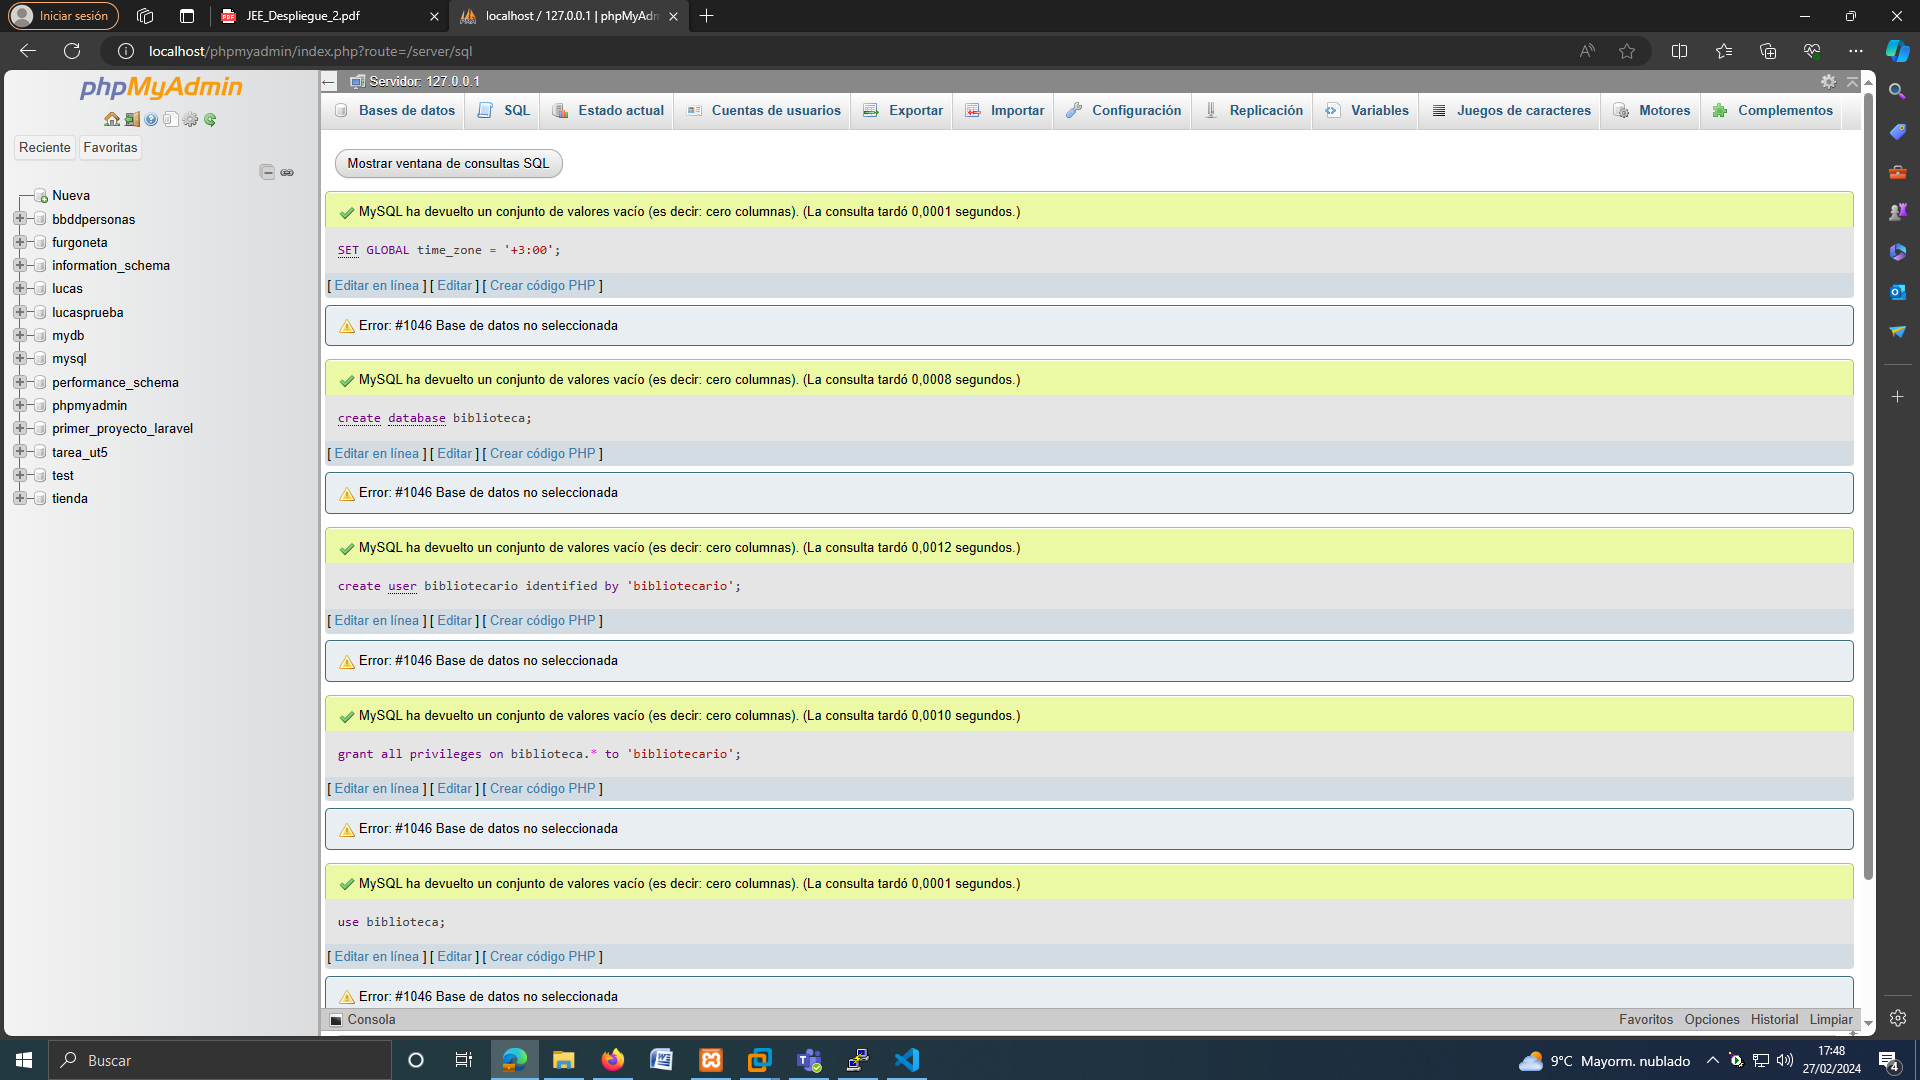 Iniciar sesión
JEE_Despliegue_2.pdf
localhost / 127.0.0.1 | phpMyAdm
localhost/phpmyadmin/index.php?route=/server/sql
phpMyAdmin
Reciente
Favoritas
Nueva
bbddpersonas
furgoneta
information_schema
lucas
lucasprueba
mydb
mysql
performance_schema
phpmyadmin
primer_proyecto_laravel
tarea_ut5
test
tienda
Servidor: 127.0.0.1
Bases de datos
SQL
Estado actual
Cuentas de usuarios
Exportar
Importar
Configuración
Replicación
Variables
Juegos de caracteres
Motores
Complementos
Mostrar ventana de consultas SQL
MySQL ha devuelto un conjunto de valores vacío (es decir: cero columnas). (La consulta tardó 0,0001 segundos.)
SET GLOBAL time_zone = '+3:00';
[ Editar en línea ] [ Editar ] [ Crear código PHP ]
Error: #1046 Base de datos no seleccionada
MySQL ha devuelto un conjunto de valores vacío (es decir: cero columnas). (La consulta tardó 0,0008 segundos.)
create database biblioteca;
[ Editar en línea ] [ Editar ] [ Crear código PHP ]
Error: #1046 Base de datos no seleccionada
MySQL ha devuelto un conjunto de valores vacío (es decir: cero columnas). (La consulta tardó 0,0012 segundos.)
create user bibliotecario identified by 'bibliotecario';
[ Editar en línea ] [ Editar ] [ Crear código PHP ]
Error: #1046 Base de datos no seleccionada
MySQL ha devuelto un conjunto de valores vacío (es decir: cero columnas). (La consulta tardó 0,0010 segundos.)
grant all privileges on biblioteca.* to 'bibliotecario';
[ Editar en línea ] [ Editar ] [ Crear código PHP ]
Error: #1046 Base de datos no seleccionada
MySQL ha devuelto un conjunto de valores vacío (es decir: cero columnas). (La consulta tardó 0,0001 segundos.)
use biblioteca;
[ Editar en línea ] [ Editar ] [ Crear código PHP ]
Error: #1046 Base de datos no seleccionada
Consola
Favoritos
Opciones
Historial
Limpiar
Buscar
9°C Mayorm. nublado
17:48
27/02/2024
4